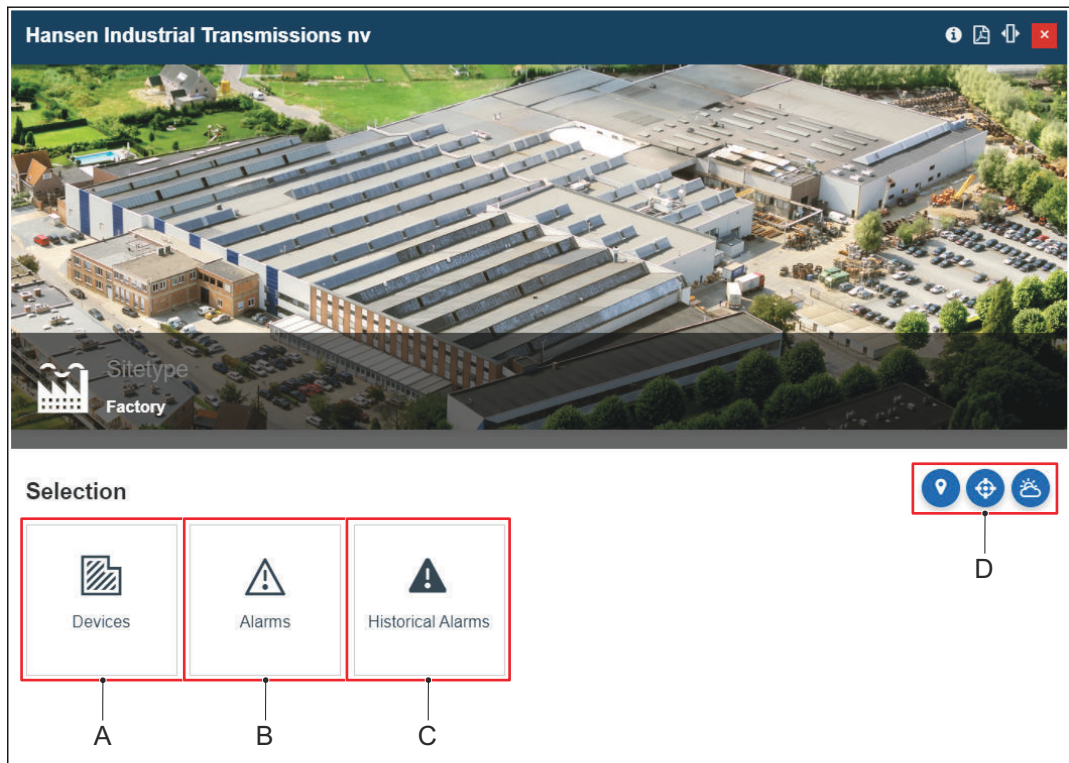 Hansen Industrial Transmissions nv
Sitetype
Factory
Selection
Devices
Alarms
Historical Alarms
A
B
C
D